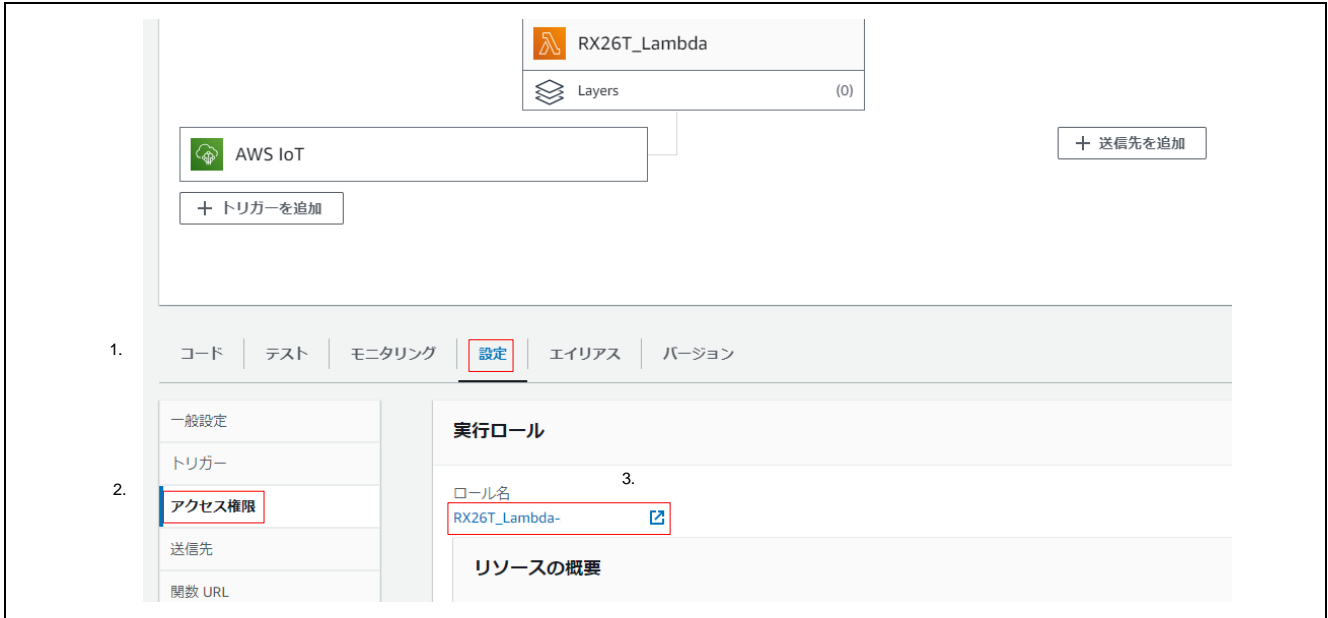 RX26T_Lambda
Layers (0)
AWS IoT
+ 送信先を追加
+ トリガーを追加
1. コード テスト モニタリング 設定 エイリアス バージョン
一般設定
実行ロール
トリガー
2. アクセス権限
3.
ロール名
RX26T_Lambda-
送信先
リソースの概要
関数 URL